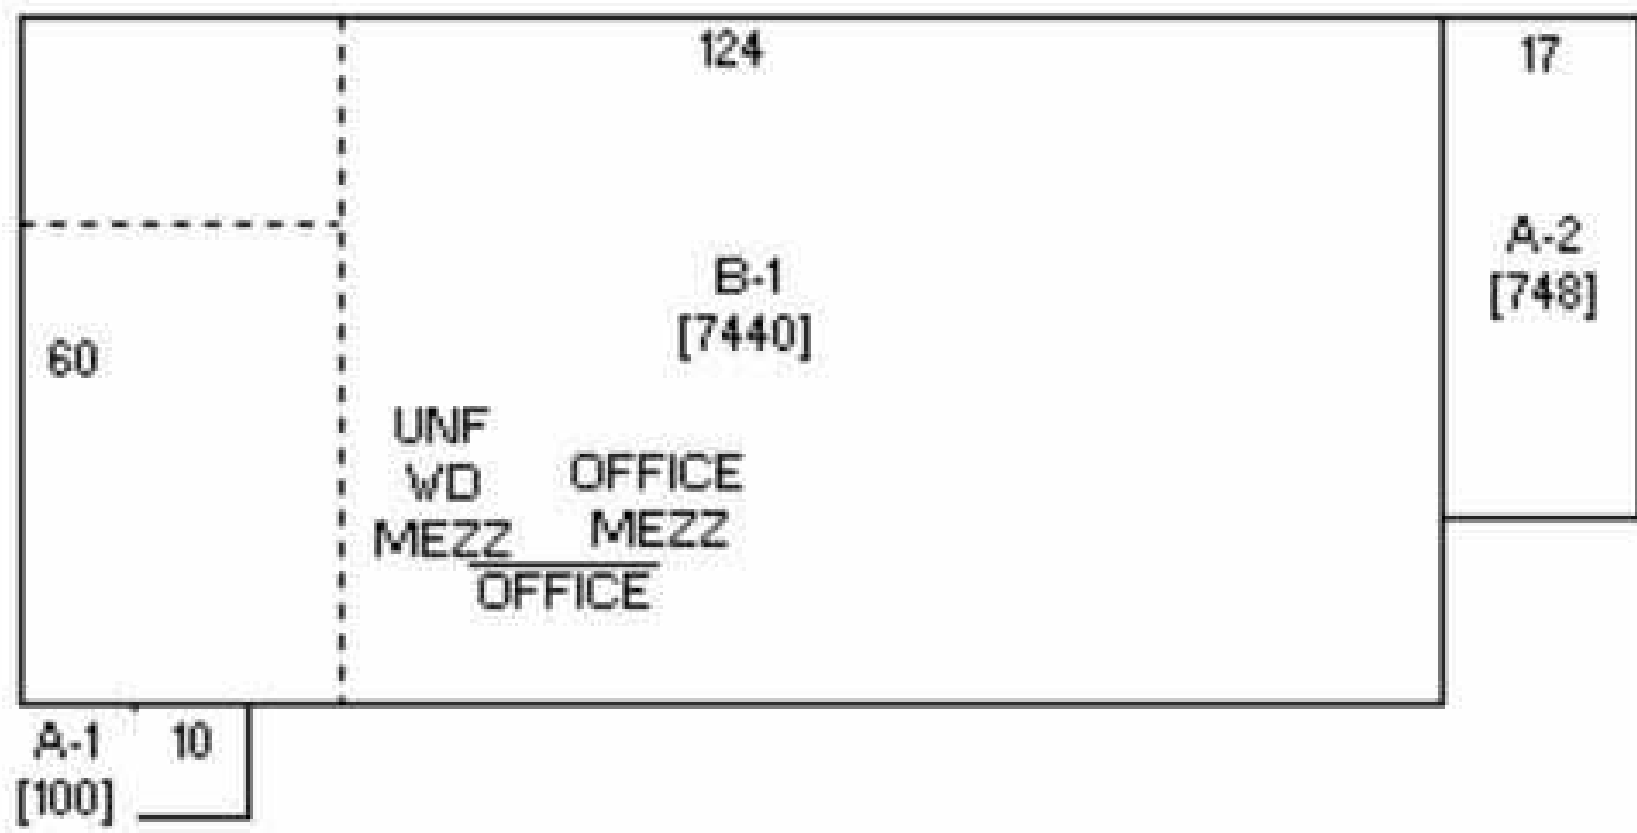 124
17
A-2
[748]
B-1
[7440]
60
UNF
WD
MEZZ
OFFICE
MEZZ
OFFICE
A-1
[100]
10